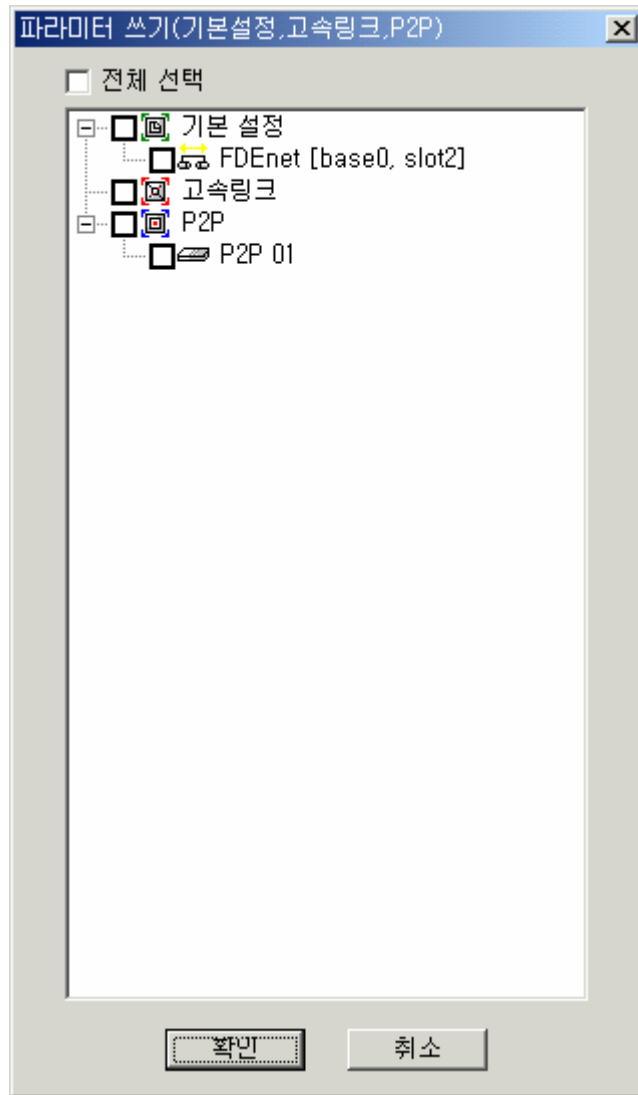 파라미터 쓰기(기본설정,고속링크,P2P)
전체 선택
기본 설정
FDEnet [base0, slot2]
고속링크
P2P
P2P 01
확인
취소